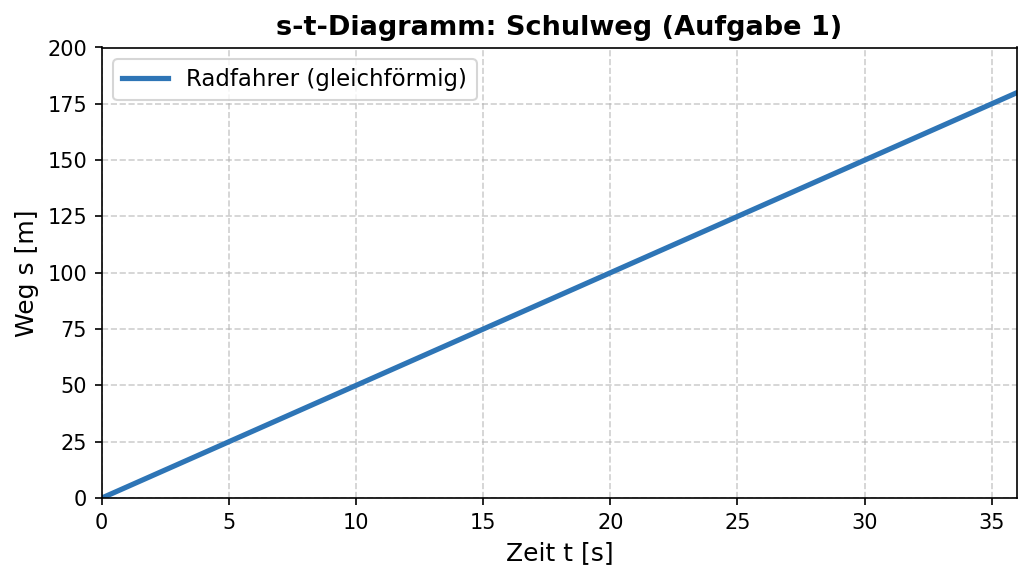 s-t-Diagramm: Schulweg (Aufgabe 1)
Radfahrer (gleichförmig)
Weg s [m]
200
175
150
125
100
75
50
25
0
0 5 10 15 20 25 30 35
Zeit t [s]